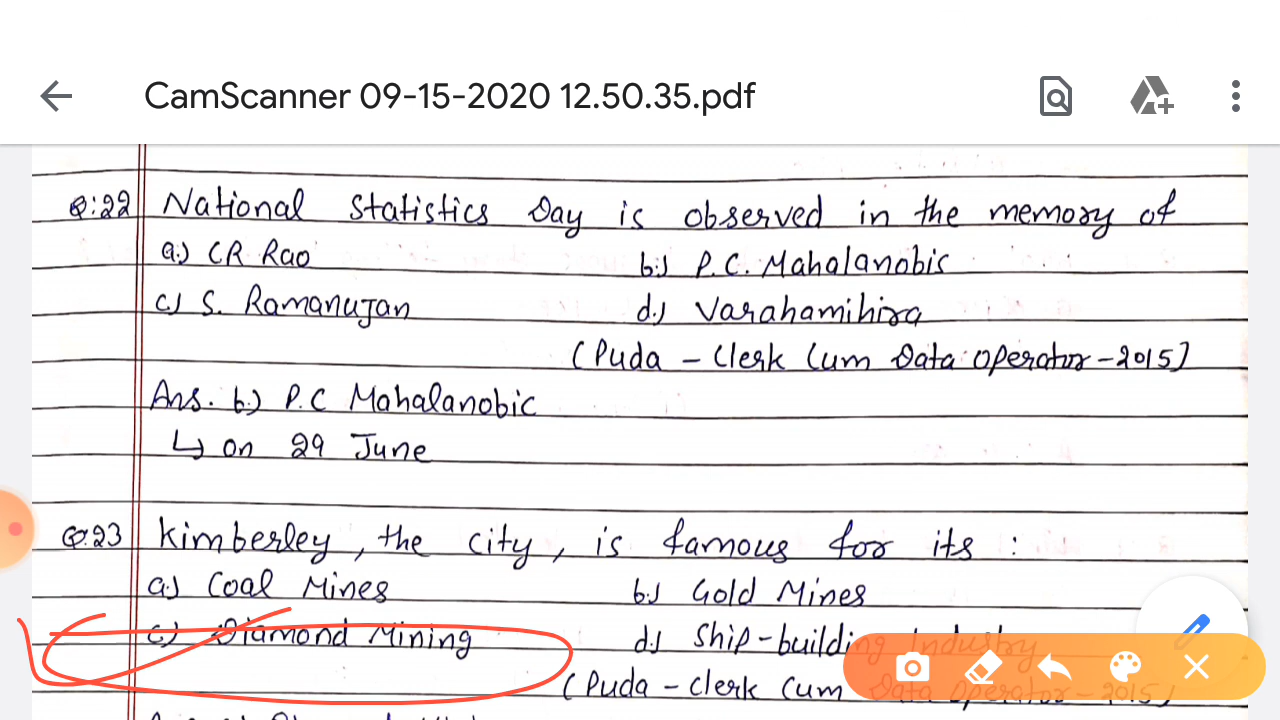 CamScanner 09-15-2020 12.50.35.pdf
Q:22 National Statistics Day is observed in the memory of
a.) CR Rao b.) P.C. Mahalanobis
c.) S. Ramanujan d.) Varahamihira
(Puda - Clerk Cum Data Operator - 2015)
Ans. b.) P.C Mahalanobic
↳ on 29 June
Q.23 Kimberley, the city, is famous for its :
a.) Coal Mines b.) Gold Mines
c.) Diamond Mining d.) Ship-building Industry
(Puda - Clerk Cum Data Operator - 2015)